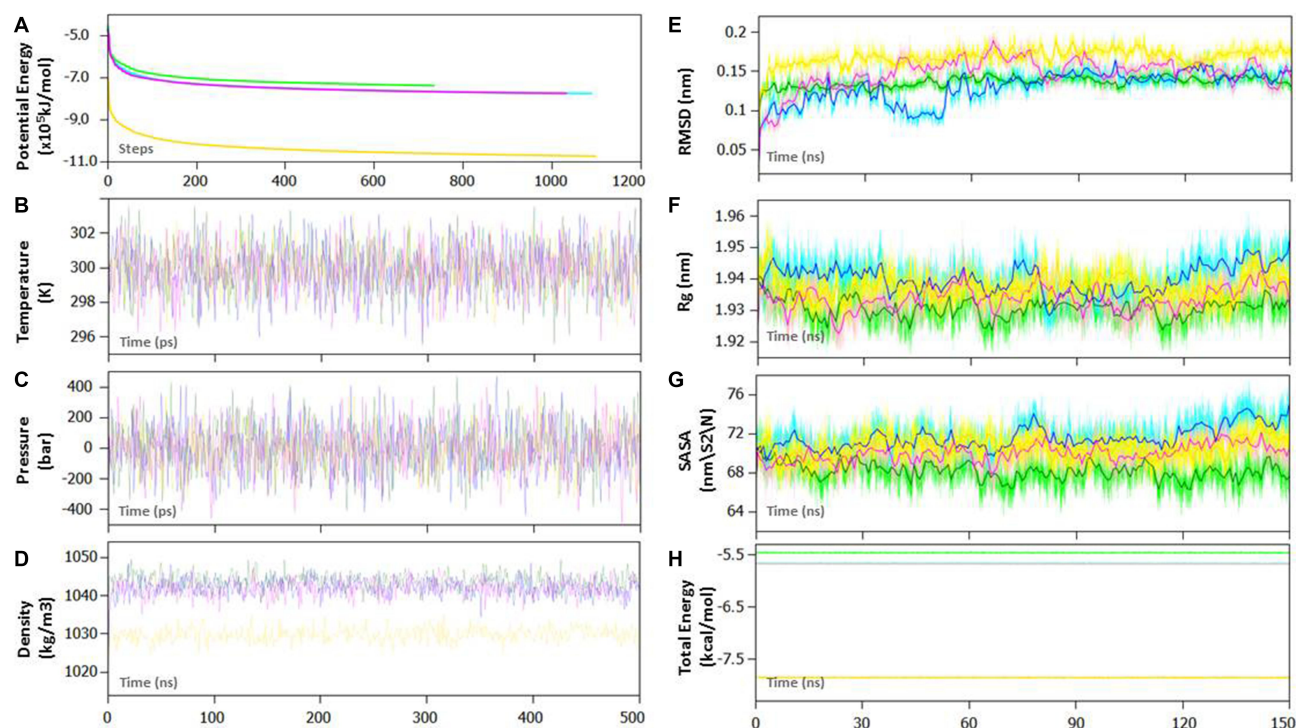 A
Potential Energy
(x10⁵kJ/mol)
-5.0
-7.0
-9.0
-11.0
Steps
0 200 400 600 800 1000 1200
B
Temperature
(K)
302
300
298
296
Time (ps)
C
Pressure
(bar)
400
200
0
-200
-400
Time (ps)
D
Density
(kg/m3)
1050
1040
1030
1020
Time (ns)
0 100 200 300 400 500
E
RMSD (nm)
0.2
0.15
0.1
0.05
Time (ns)
F
Rg (nm)
1.96
1.95
1.94
1.93
1.92
Time (ns)
G
SASA
(nm\S2\N)
76
72
68
64
Time (ns)
H
Total Energy
(kcal/mol)
-5.5
-6.5
-7.5
Time (ns)
0 30 60 90 120 150